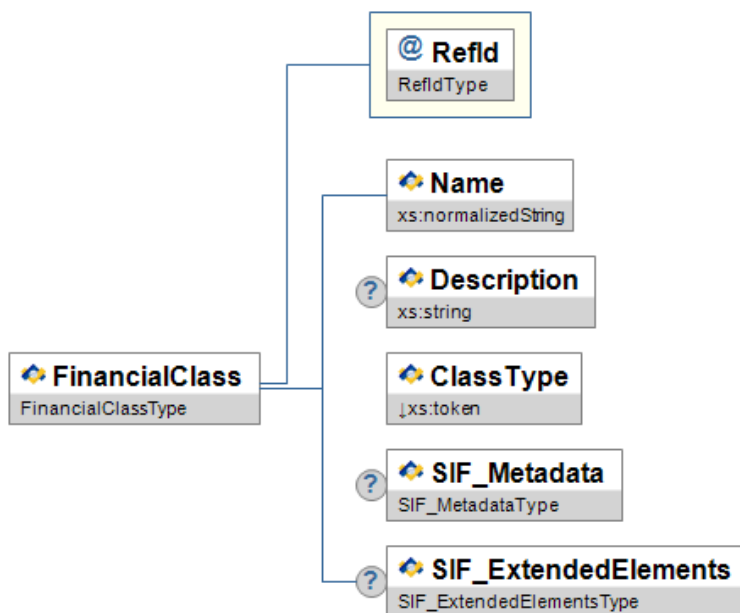 @ RefId
RefIdType
Name
xs:normalizedString
? Description
xs:string
FinancialClass
FinancialClassType
ClassType
↓xs:token
? SIF_Metadata
SIF_MetadataType
? SIF_ExtendedElements
SIF_ExtendedElementsType